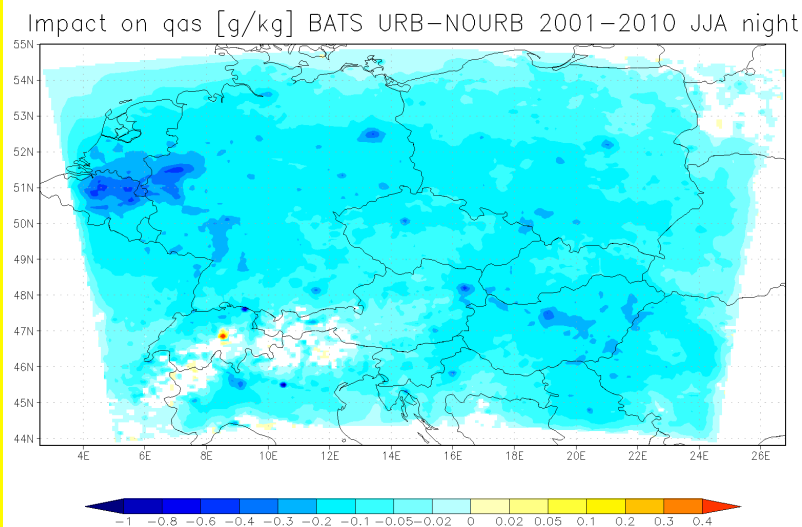 Impact on qas [g/kg] BATS URB−NOURB 2001−2010 JJA night
55N
54N
53N
52N
51N
50N
49N
48N
47N
46N
45N
44N
4E 6E 8E 10E 12E 14E 16E 18E 20E 22E 24E 26E
−1 −0.8 −0.6 −0.4 −0.3 −0.2 −0.1 −0.05 −0.02 0 0.02 0.05 0.1 0.2 0.3 0.4